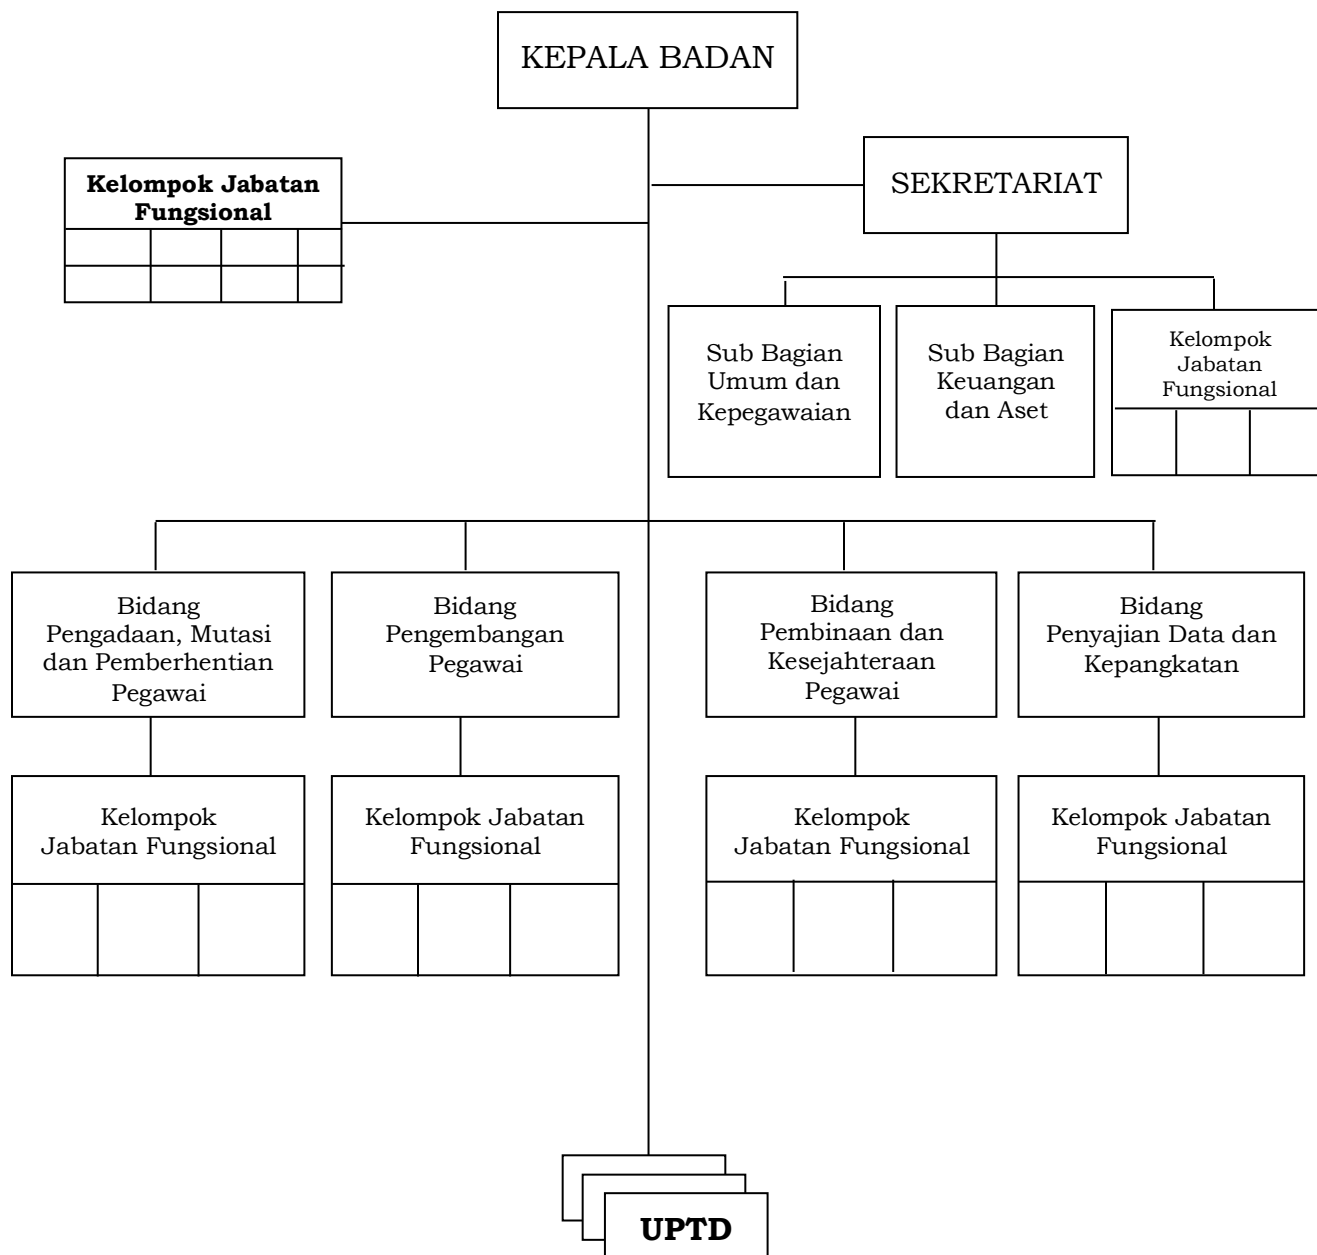 KEPALA BADAN
Kelompok Jabatan
Fungsional
SEKRETARIAT
Sub Bagian
Umum dan
Kepegawaian
Sub Bagian
Keuangan
dan Aset
Kelompok
Jabatan
Fungsional
Bidang
Pengadaan, Mutasi
dan Pemberhentian
Pegawai
Bidang
Pengembangan
Pegawai
Bidang
Pembinaan dan
Kesejahteraan
Pegawai
Bidang
Penyajian Data dan
Kepangkatan
Kelompok
Jabatan Fungsional
Kelompok Jabatan
Fungsional
Kelompok
Jabatan Fungsional
Kelompok Jabatan
Fungsional
UPTD